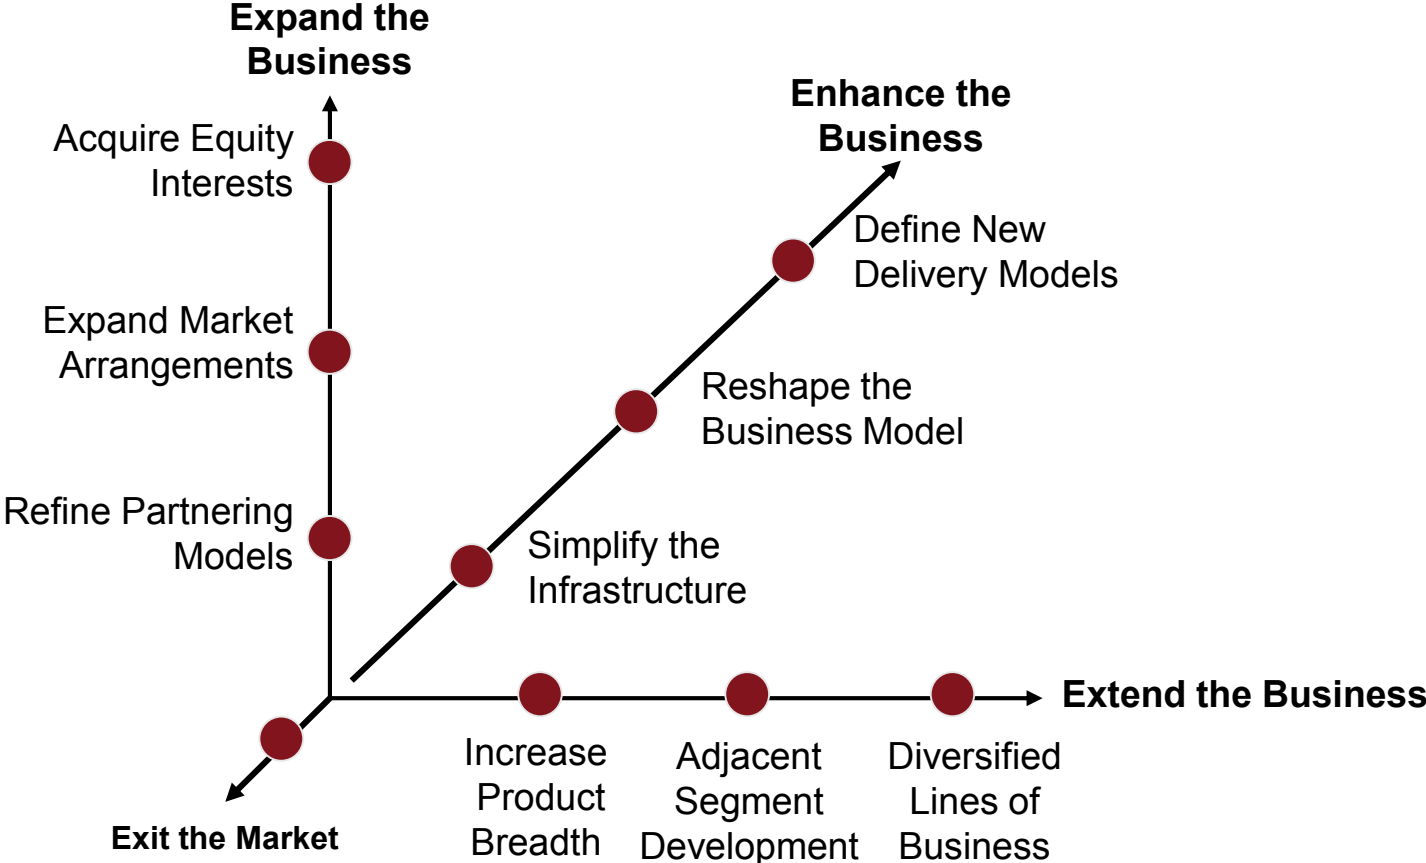 Expand the
Business
Enhance the
Business
Acquire Equity
Interests
Define New
Delivery Models
Expand Market
Arrangements
Reshape the
Business Model
Refine Partnering
Models
Simplify the
Infrastructure
Extend the Business
Increase
Product
Breadth
Adjacent
Segment
Development
Diversified
Lines of
Business
Exit the Market